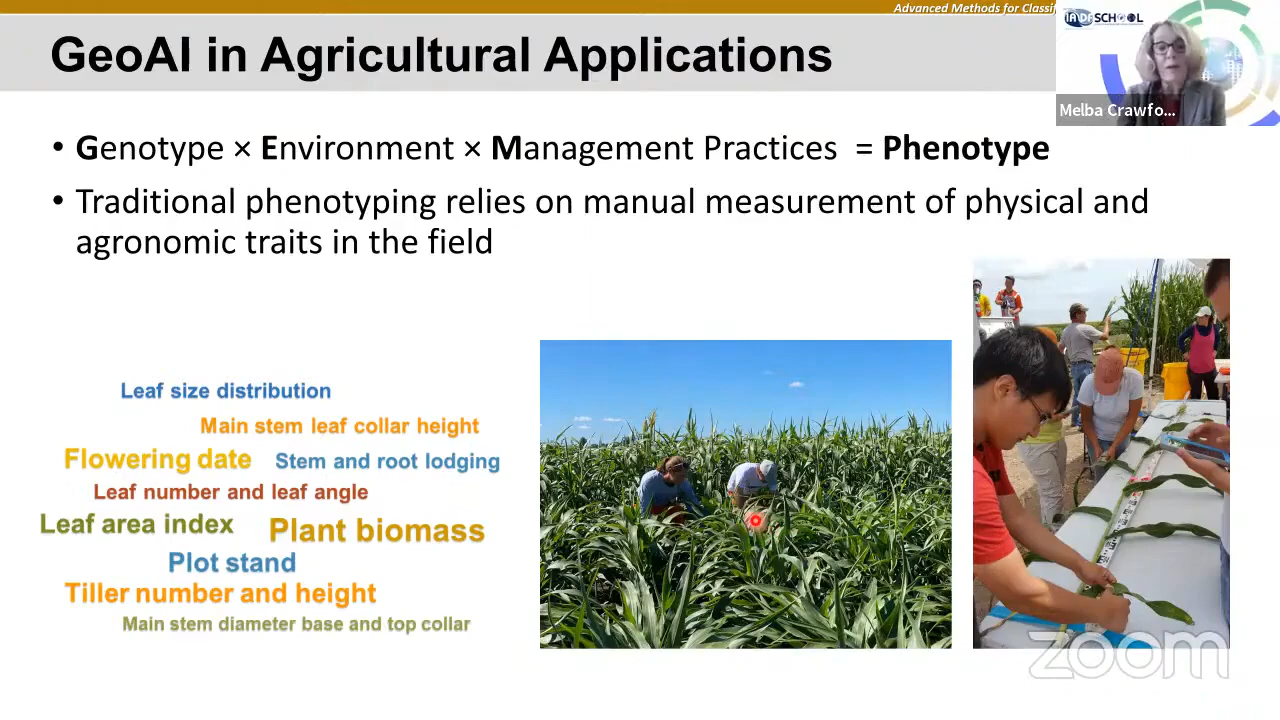 Advanced Methods for Classif
GeoAI in Agricultural Applications
SCHOOL
Melba Crawfo...
• Genotype × Environment × Management Practices = Phenotype
• Traditional phenotyping relies on manual measurement of physical and
agronomic traits in the field
Leaf size distribution
Main stem leaf collar height
Flowering date
Stem and root lodging
Leaf number and leaf angle
Leaf area index
Plant biomass
Plot stand
Tiller number and height
Main stem diameter base and top collar
zoom